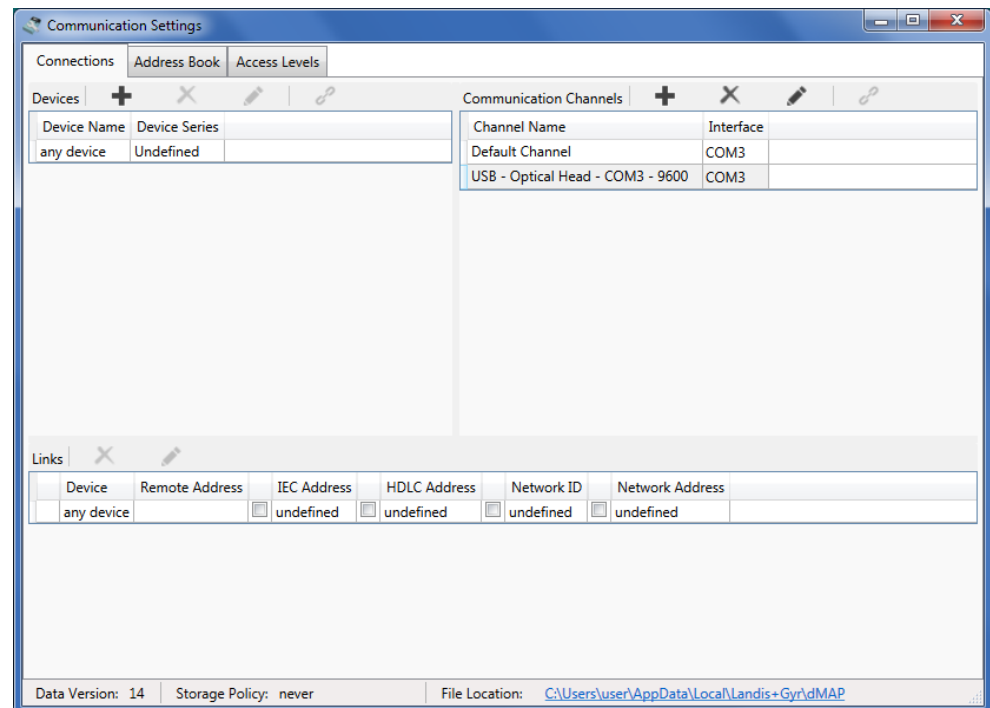 Communication Settings
Connections Address Book Access Levels
Devices
Device Name Device Series
any device Undefined
Communication Channels
Channel Name Interface
Default Channel COM3
USB - Optical Head - COM3 - 9600 COM3
Links
Device Remote Address IEC Address HDLC Address Network ID Network Address
any device undefined undefined undefined undefined
Data Version: 14 Storage Policy: never File Location: C:\Users\user\AppData\Local\Landis+Gyr\dMAP